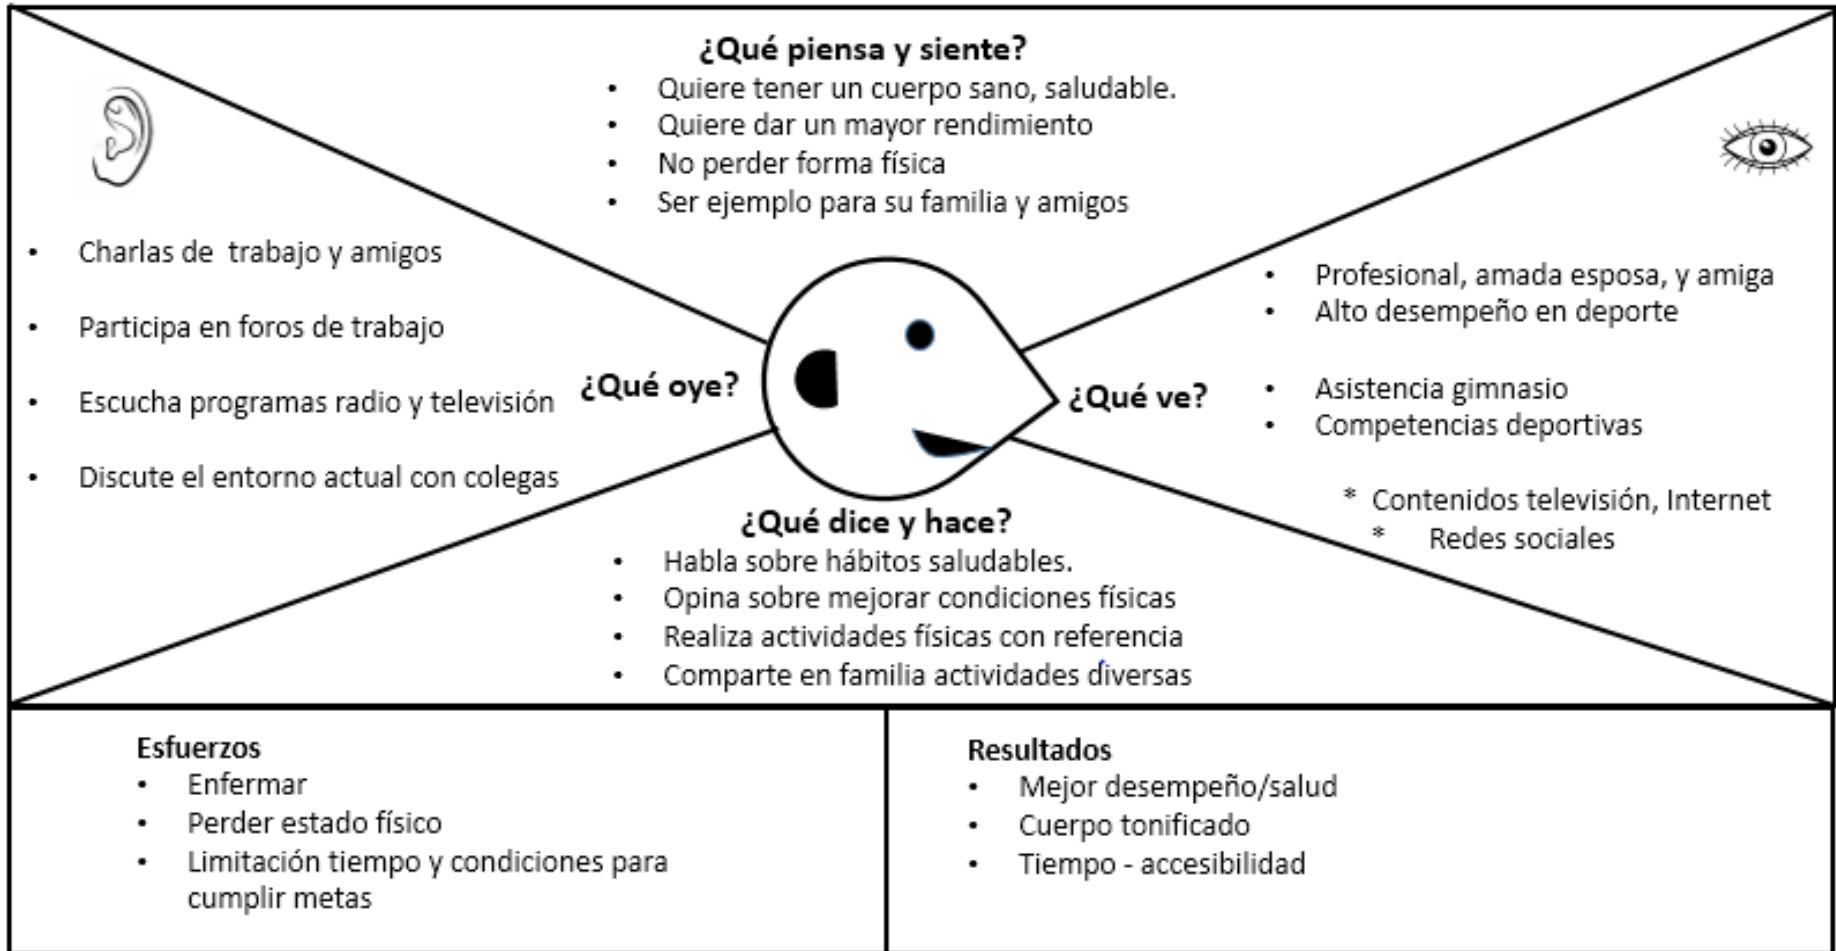 ¿Qué piensa y siente?
• Quiere tener un cuerpo sano, saludable.
• Quiere dar un mayor rendimiento
• No perder forma física
• Ser ejemplo para su familia y amigos
• Charlas de trabajo y amigos
• Participa en foros de trabajo
• Escucha programas radio y televisión
• Discute el entorno actual con colegas
¿Qué oye?
¿Qué ve?
• Profesional, amada esposa, y amiga
• Alto desempeño en deporte
• Asistencia gimnasio
• Competencias deportivas
* Contenidos televisión, Internet
* Redes sociales
¿Qué dice y hace?
• Habla sobre hábitos saludables.
• Opina sobre mejorar condiciones físicas
• Realiza actividades físicas con referencia
• Comparte en familia actividades diversas
Esfuerzos
• Enfermar
• Perder estado físico
• Limitación tiempo y condiciones para
cumplir metas
Resultados
• Mejor desempeño/salud
• Cuerpo tonificado
• Tiempo - accesibilidad